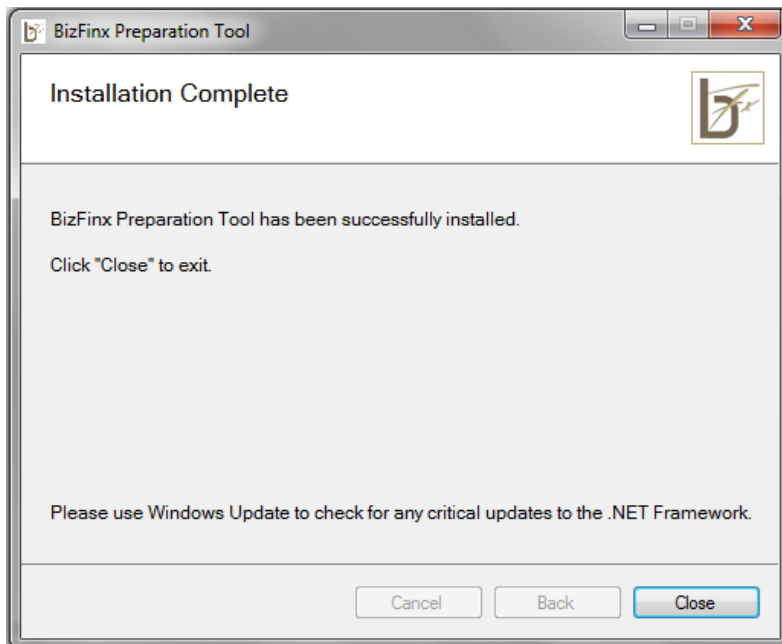 BizFinx Preparation Tool
Installation Complete
BizFinx Preparation Tool has been successfully installed.
Click "Close" to exit.
Please use Windows Update to check for any critical updates to the .NET Framework.
Cancel
Back
Close